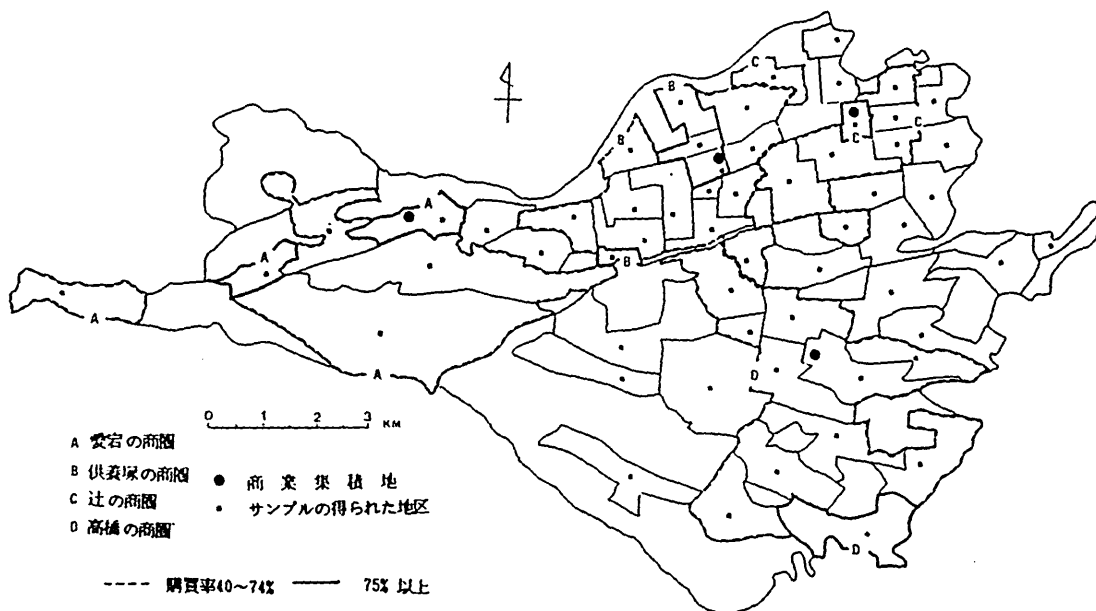 C
B
C
C
B
A
A
B
A
A
D
D
0 1 2 3 KM
A 愛宕の商圏
B 供養塚の商圏
C 辻の商圏
D 高橋の商圏
● 商業集積地
・ サンプルの得られた地区
---- 購買率40~74% —— 75%以上